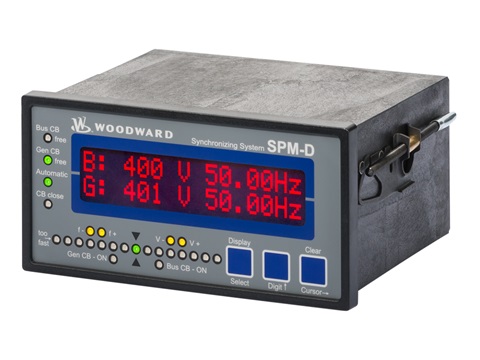 WOODWARD
Synchronizing System SPM-D
Bus CB
free
Gen CB
free
Automatic
CB close
B: 400 V 50.00Hz
G: 401 V 50.00Hz
too
fast
f - f +
V - V +
Gen CB - ON
Bus CB - ON
Display
Select
Digit↑
Clear
Cursor→